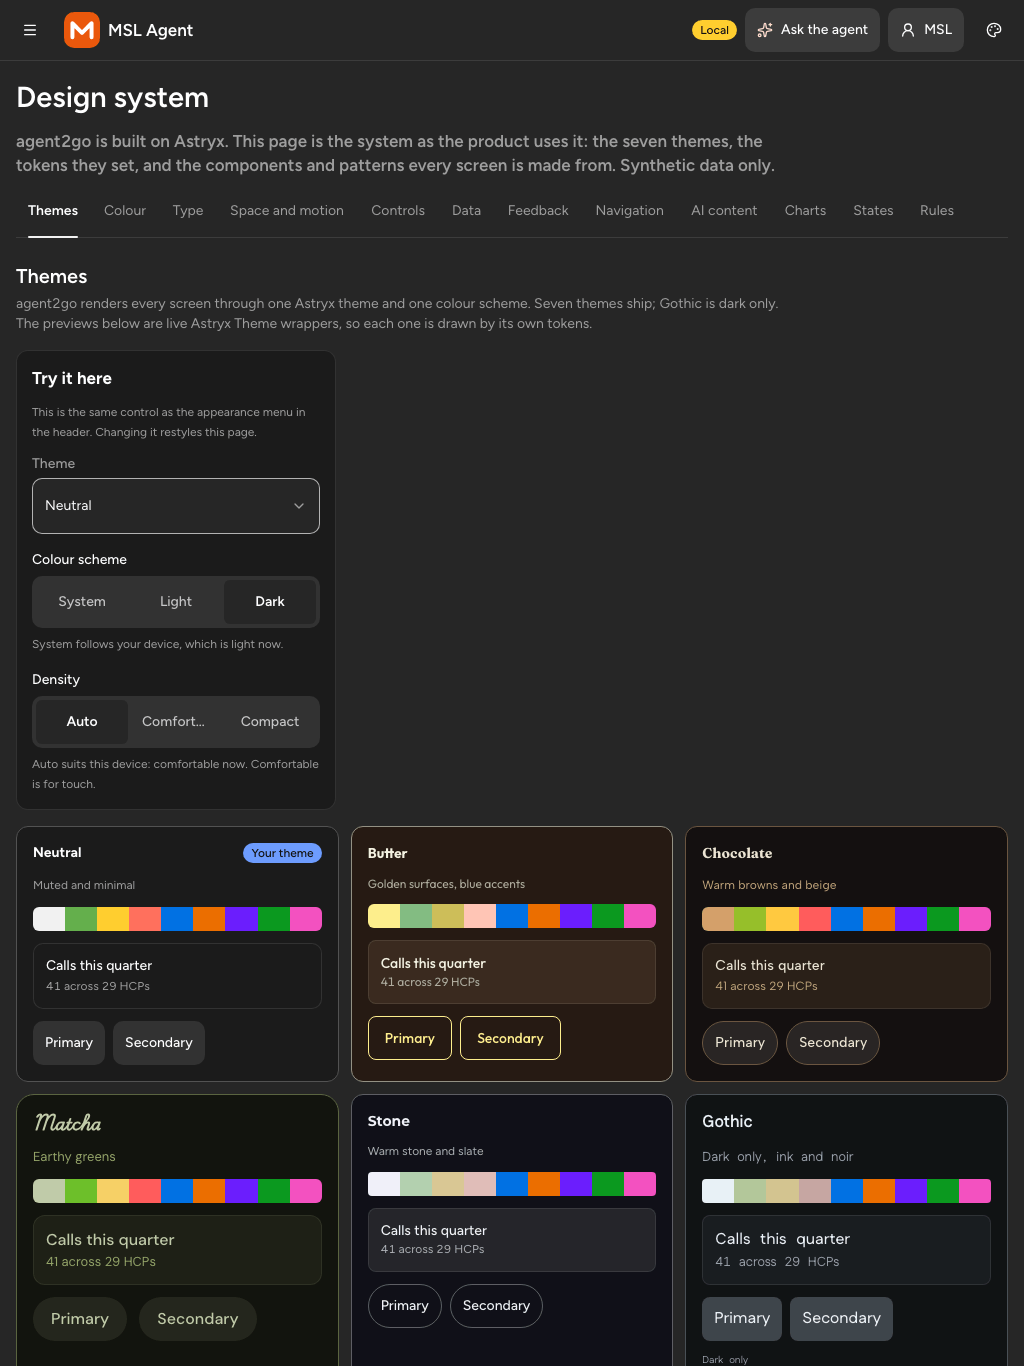 MSL Agent
Local
Ask the agent
MSL
Design system
agent2go is built on Astryx. This page is the system as the product uses it: the seven themes, the
tokens they set, and the components and patterns every screen is made from. Synthetic data only.
Themes
Colour
Type
Space and motion
Controls
Data
Feedback
Navigation
AI content
Charts
States
Rules
Themes
agent2go renders every screen through one Astryx theme and one colour scheme. Seven themes ship; Gothic is dark only.
The previews below are live Astryx Theme wrappers, so each one is drawn by its own tokens.
Try it here
This is the same control as the appearance menu in
the header. Changing it restyles this page.
Theme
Neutral
Colour scheme
System
Light
Dark
System follows your device, which is light now.
Density
Auto
Comfort...
Compact
Auto suits this device: comfortable now. Comfortable
is for touch.
Neutral
Your theme
Muted and minimal
Calls this quarter
41 across 29 HCPs
Primary
Secondary
Butter
Golden surfaces, blue accents
Calls this quarter
41 across 29 HCPs
Primary
Secondary
Chocolate
Warm browns and beige
Calls this quarter
41 across 29 HCPs
Primary
Secondary
Matcha
Earthy greens
Calls this quarter
41 across 29 HCPs
Primary
Secondary
Stone
Warm stone and slate
Calls this quarter
41 across 29 HCPs
Primary
Secondary
Gothic
Dark only, ink and noir
Calls this quarter
41 across 29 HCPs
Primary
Secondary
Dark only